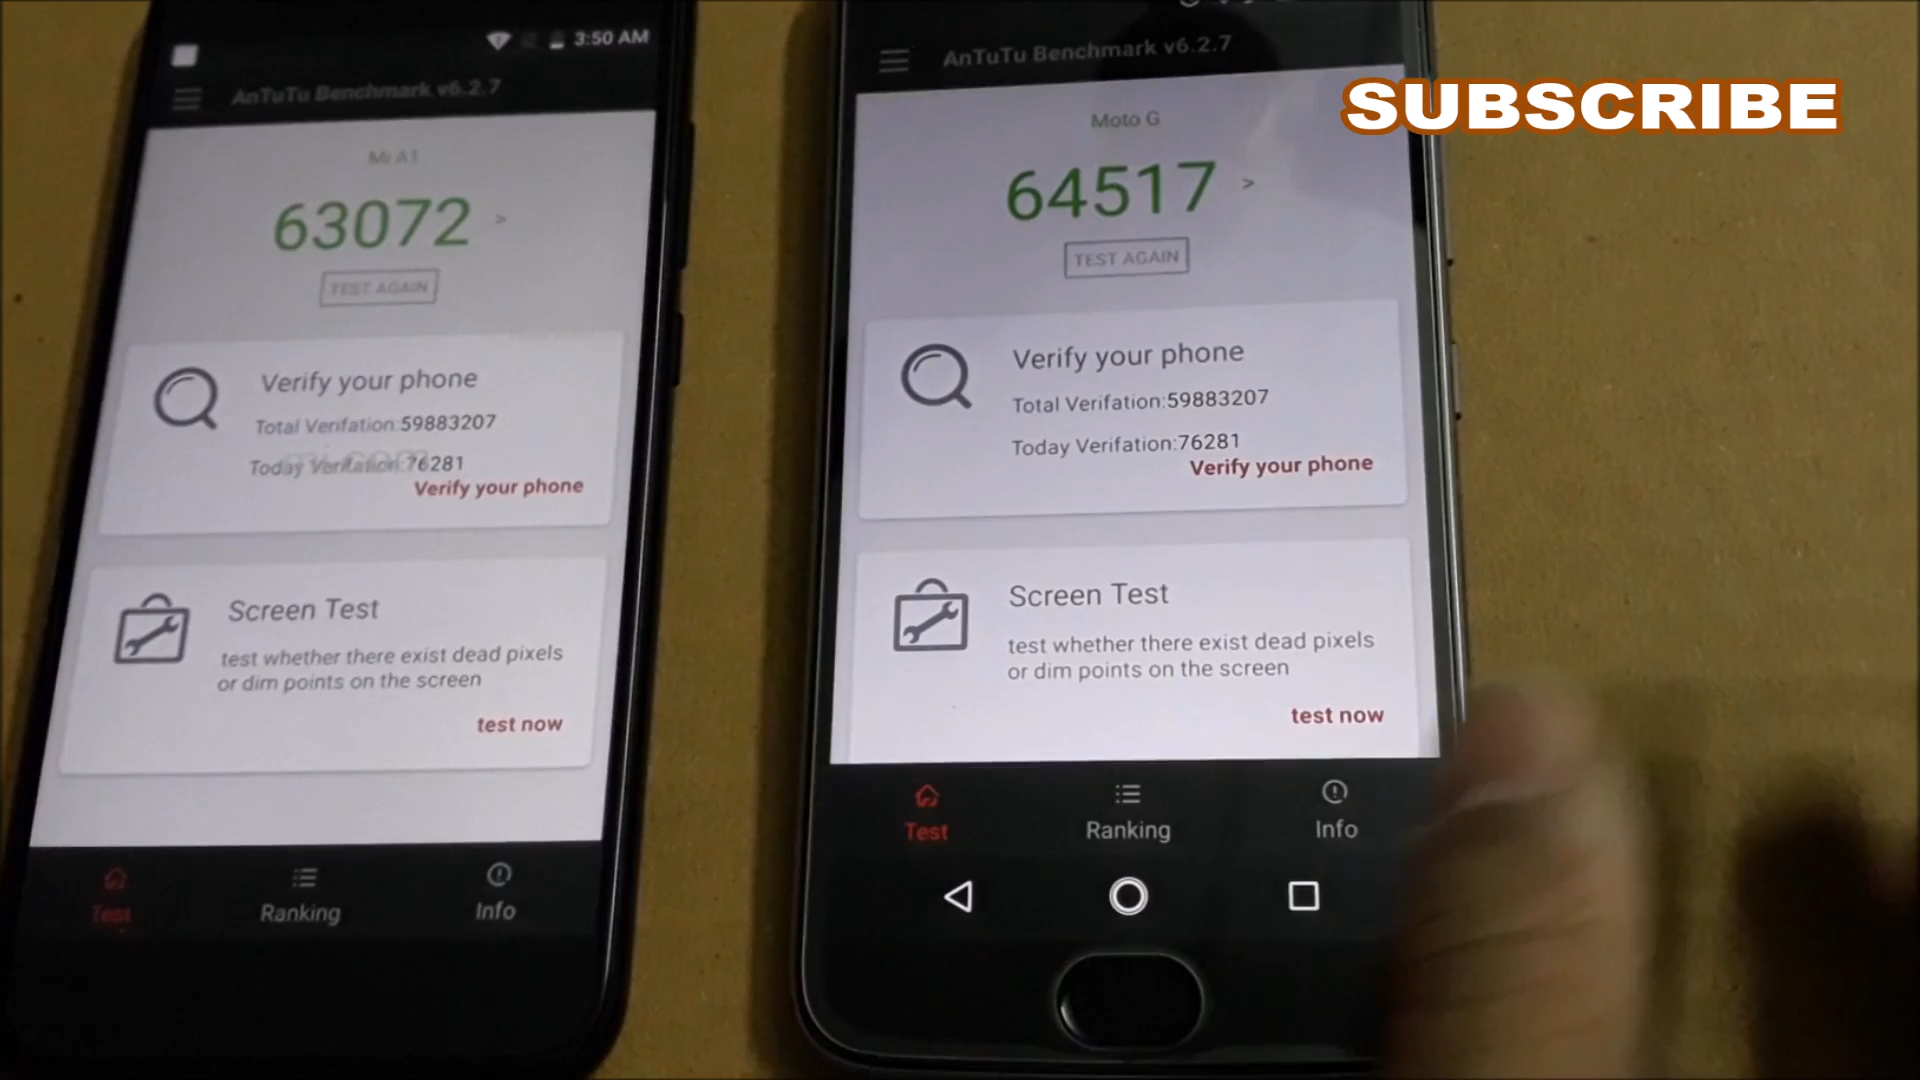 3:50 AM
AnTuTu Benchmark v6.2.7
Mi A1
63072 >
TEST AGAIN
Verify your phone
Total Verifation:59883207
Today Verifation:76281
Verify your phone
Screen Test
test whether there exist dead pixels
or dim points on the screen
test now
Test
Ranking
Info
AnTuTu Benchmark v6.2.7
Moto G
64517 >
TEST AGAIN
Verify your phone
Total Verifation:59883207
Today Verifation:76281
Verify your phone
Screen Test
test whether there exist dead pixels
or dim points on the screen
test now
Test
Ranking
Info
SUBSCRIBE